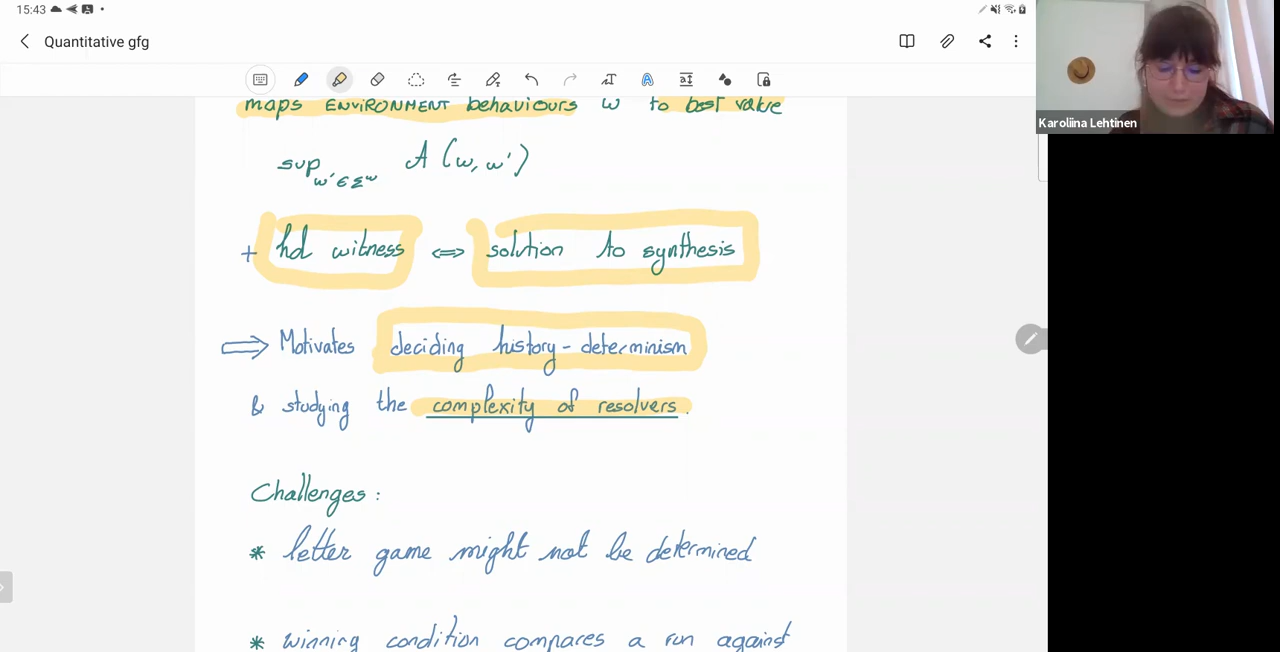 15:43
Quantitative gfg
Karoliina Lehtinen
maps ENVIRONMENT behaviours w to best value
sup w'∈Σ^ω A (w, w')
+ hd witness <=> solution to synthesis
=> Motivates deciding history-determinism
& studying the complexity of resolvers.
Challenges:
* letter game might not be determined
* winning condition compares a run against